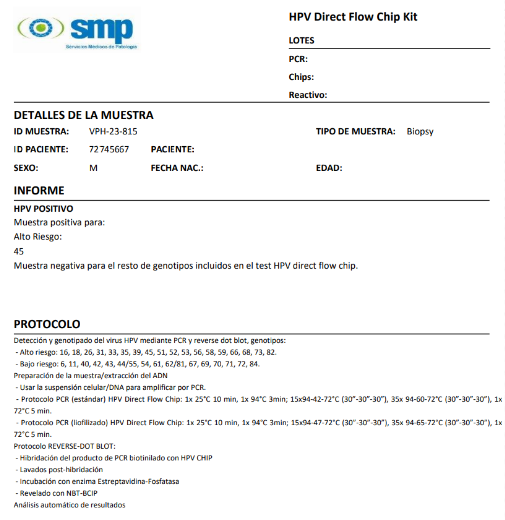 HPV Direct Flow Chip Kit
smp
Servicios Médicos de Patología
LOTES
PCR:
Chips:
Reactivo:
DETALLES DE LA MUESTRA
ID MUESTRA: VPH-23-815 TIPO DE MUESTRA: Biopsy
ID PACIENTE: 72745667 PACIENTE:
SEXO: M FECHA NAC.: EDAD:
INFORME
HPV POSITIVO
Muestra positiva para:
Alto Riesgo:
45
Muestra negativa para el resto de genotipos incluidos en el test HPV direct flow chip.
PROTOCOLO
Detección y genotipado del virus HPV mediante PCR y reverse dot blot, genotipos:
- Alto riesgo: 16, 18, 26, 31, 33, 35, 39, 45, 51, 52, 53, 56, 58, 59, 66, 68, 73, 82.
- Bajo riesgo: 6, 11, 40, 42, 43, 44/55, 54, 61, 62/81, 67, 69, 70, 71, 72, 84.
Preparación de la muestra/extracción del ADN
- Usar la suspensión celular/DNA para amplificar por PCR.
- Protocolo PCR (estándar) HPV Direct Flow Chip: 1x 25°C 10 min, 1x 94°C 3min; 15x94-42-72°C (30”-30”-30”), 35x 94-60-72°C (30”-30”-30”), 1x
72°C 5 min.
- Protocolo PCR (liofilizado) HPV Direct Flow Chip: 1x 25°C 10 min, 1x 94°C 3min; 15x94-47-72°C (30”-30”-30”), 35x 94-65-72°C (30”-30”-30”), 1x
72°C 5 min.
Protocolo REVERSE-DOT BLOT:
- Hibridación del producto de PCR biotinilado con HPV CHIP
- Lavados post-hibridación
- Incubación con enzima Estreptavidina-Fosfatasa
- Revelado con NBT-BCIP
Análisis automático de resultados